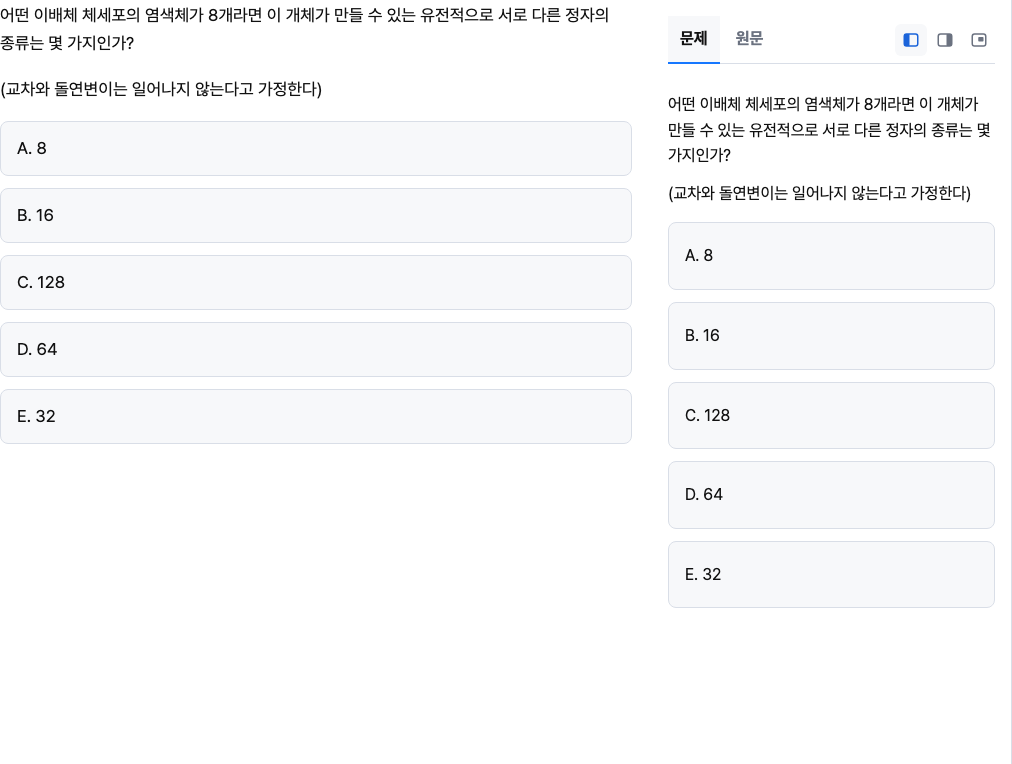 어떤 이배체 체세포의 염색체가 8개라면 이 개체가 만들 수 있는 유전적으로 서로 다른 정자의
종류는 몇 가지인가?
(교차와 돌연변이는 일어나지 않는다고 가정한다)
A. 8
B. 16
C. 128
D. 64
E. 32
문제
원문
어떤 이배체 체세포의 염색체가 8개라면 이 개체가
만들 수 있는 유전적으로 서로 다른 정자의 종류는 몇
가지인가?
(교차와 돌연변이는 일어나지 않는다고 가정한다)
A. 8
B. 16
C. 128
D. 64
E. 32